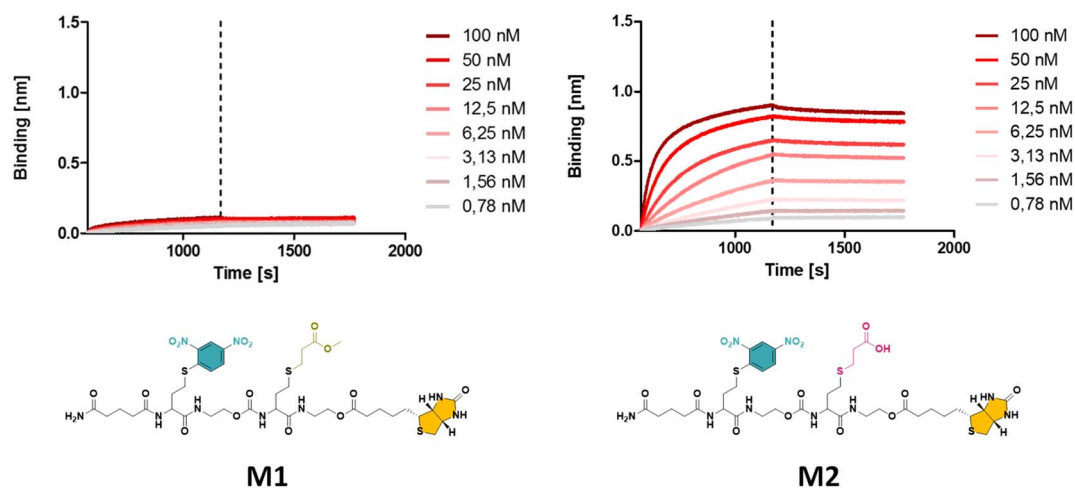 1.5
1.0
0.5
0.0
Binding [nm]
1000
1500
2000
Time [s]
100 nM
50 nM
25 nM
12,5 nM
6,25 nM
3,13 nM
1,56 nM
0,78 nM
1.5
1.0
0.5
0.0
Binding [nm]
1000
1500
2000
Time [s]
100 nM
50 nM
25 nM
12,5 nM
6,25 nM
3,13 nM
1,56 nM
0,78 nM
O₂N
NO₂
O
O
S
S
O
O
H₂N
O
N
H
O
H
N
O
O
N
H
O
H
N
O
O
H
HN
O
NH
S
H
M1
O₂N
NO₂
O
OH
S
S
O
O
H₂N
N
H
O
H
N
O
O
N
H
O
H
N
O
O
H
HN
O
NH
S
H
M2